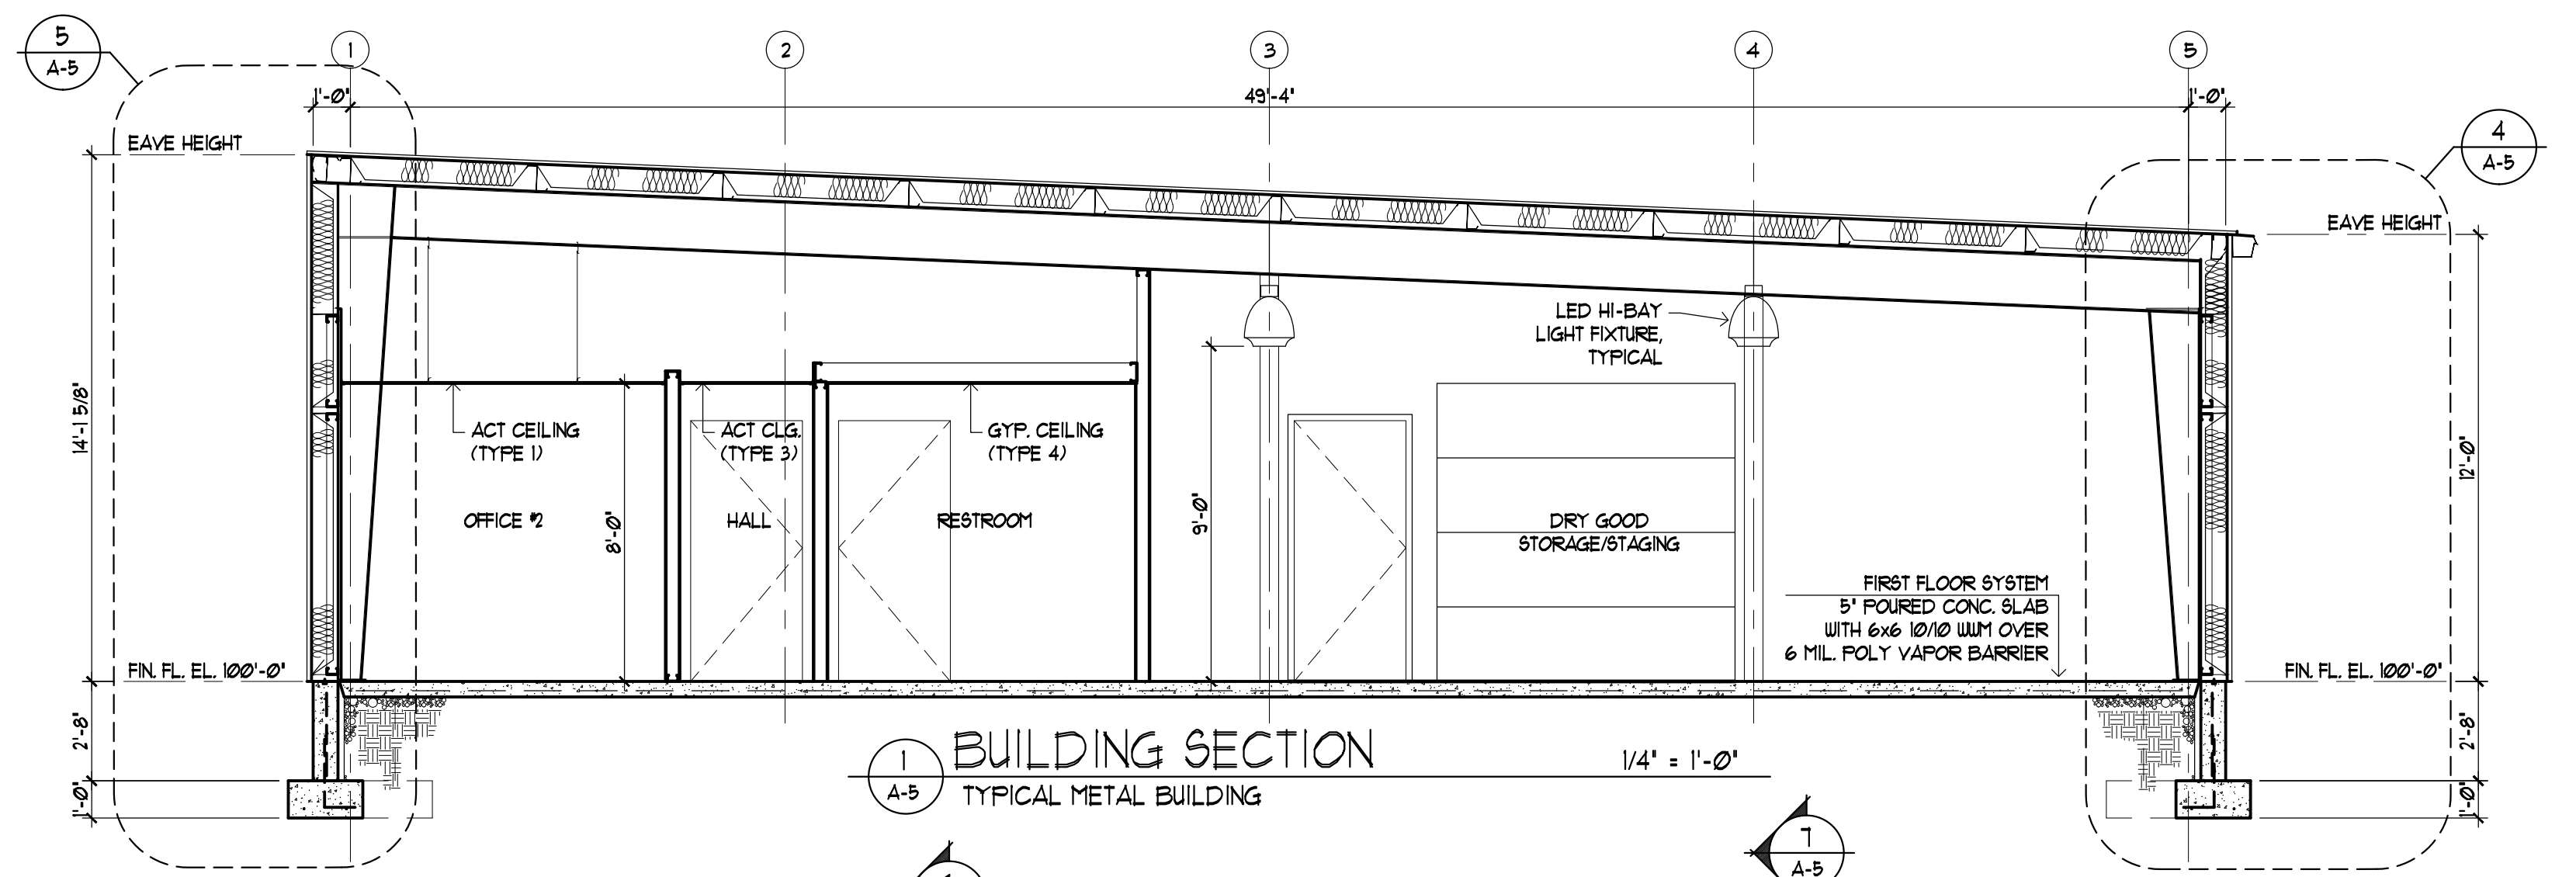 5
A-5
1
2
3
4
5
1'-0"
49'-4"
1'-0"
4
A-5
EAVE HEIGHT
EAVE HEIGHT
LED HI-BAY
LIGHT FIXTURE,
TYPICAL
14'-1 5/8"
12'-0"
ACT CEILING
(TYPE 1)
ACT CLG.
(TYPE 3)
GYP. CEILING
(TYPE 4)
OFFICE #2
8'-0"
HALL
RESTROOM
9'-0"
DRY GOOD
STORAGE/STAGING
FIRST FLOOR SYSTEM
5" POURED CONC. SLAB
WITH 6x6 10/10 WWM OVER
6 MIL. POLY VAPOR BARRIER
FIN. FL. EL. 100'-0"
FIN. FL. EL. 100'-0"
2'-8"
2'-8"
1'-0"
1'-0"
1
A-5
BUILDING SECTION
1/4" = 1'-0"
TYPICAL METAL BUILDING
7
A-5